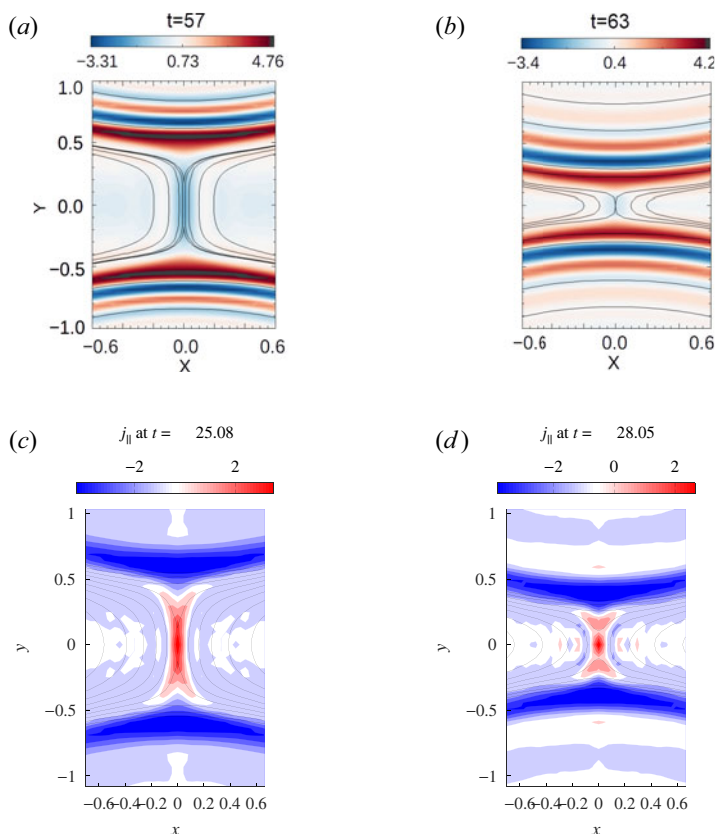 (a)
t=57
−3.31 0.73 4.76
1.0
0.5
0.0
−0.5
−1.0
Y
−0.6 0.0 0.6
X
(b)
t=63
−3.4 0.4 4.2
−0.6 0.0 0.6
X
(c)
j|| at t = 25.08
−2 2
1
0.5
0
−0.5
−1
y
−0.6 −0.4 −0.2 0 0.2 0.4 0.6
x
(d)
j|| at t = 28.05
−2 0 2
1
0.5
0
−0.5
−1
y
−0.6 −0.4 −0.2 0 0.2 0.4 0.6
x